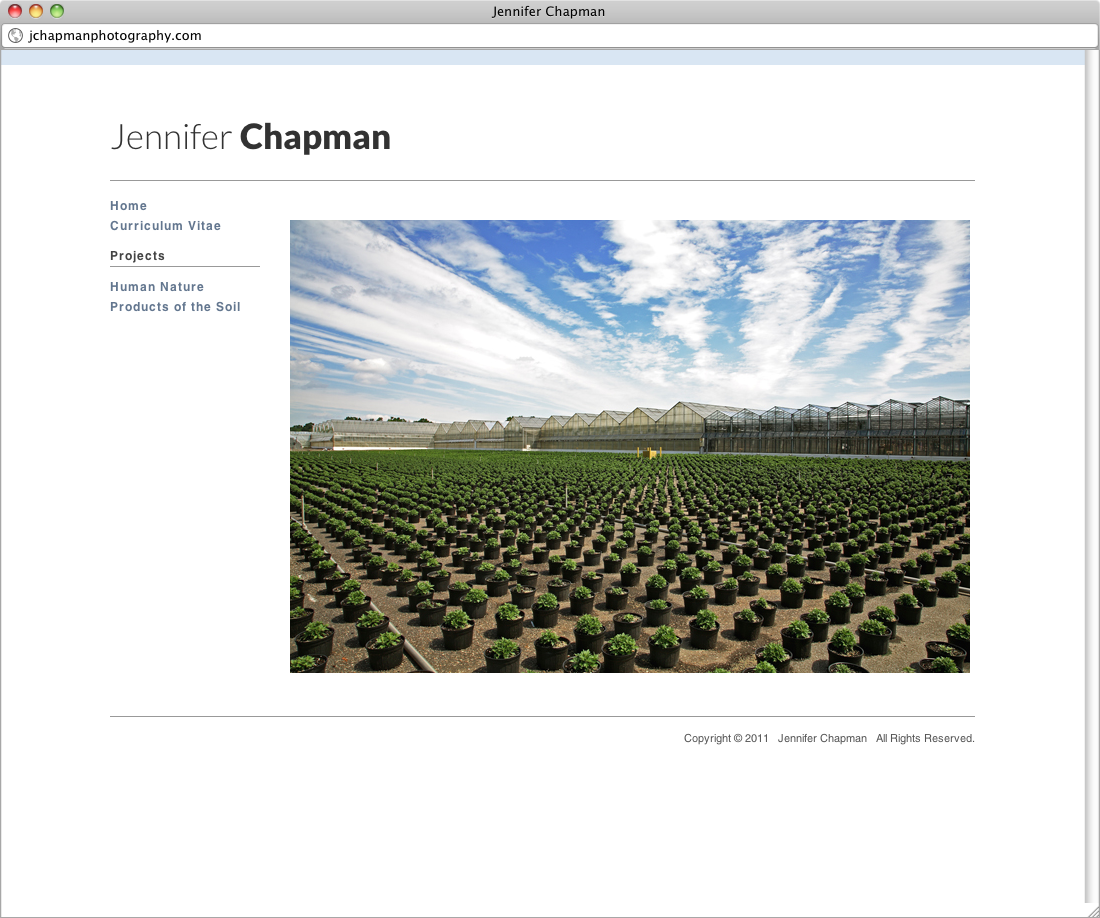 Jennifer Chapman
jchapmanphotography.com
Jennifer Chapman
Home
Curriculum Vitae
Projects
Human Nature
Products of the Soil
Copyright © 2011 Jennifer Chapman All Rights Reserved.